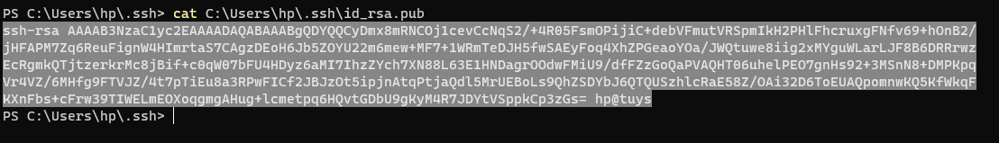 PS C:\Users\hp\.ssh> cat C:\Users\hp\.ssh\id_rsa.pub
ssh-rsa AAAAB3NzaC1yc2EAAAADAQABAAABgQDYQQCyDmx8mRNCOj1cevCcNqS2/+4R05FsmOPijiC+debVFmutVRSpmIkH2PHlFhcruxgFNfv69+hOnB2/
jHFAPM7Zq6ReuFignW4HImrtaS7CAgzDEoH6Jb5ZOYU22m6mew+MF7+1WRmTeDJH5fwSAEyFoq4XhZPGeaoYOa/JWQtuwe8iig2xMYguWLarLJF8B6DRRrwz
EcRgmkQTjtzerkrMc8jBif+c0qW07bFU4HDyz6aMI7IhzZYch7XN88L63E1HNDagrOOdwFMiU9/dfFZzGoQaPVAQHT06uhelPEO7gnHs92+3MSnN8+DMPKpq
Vr4VZ/6MHfg9FTVJZ/4t7pTiEu8a3RPwFICf2JBJzOt5ipjnAtqPtjaQdl5MrUEBoLs9QhZSDYbJ6QTQUSzhlcRaE58Z/OAi32D6ToEUAQpomnwKQ5KfWkqF
KXnFbs+cFrw39TIWELmEOXoqgmgAHug+lcmetpq6HQvtGDbU9gKyM4R7JDYtVSppkCp3zGs= hp@tuys
PS C:\Users\hp\.ssh>